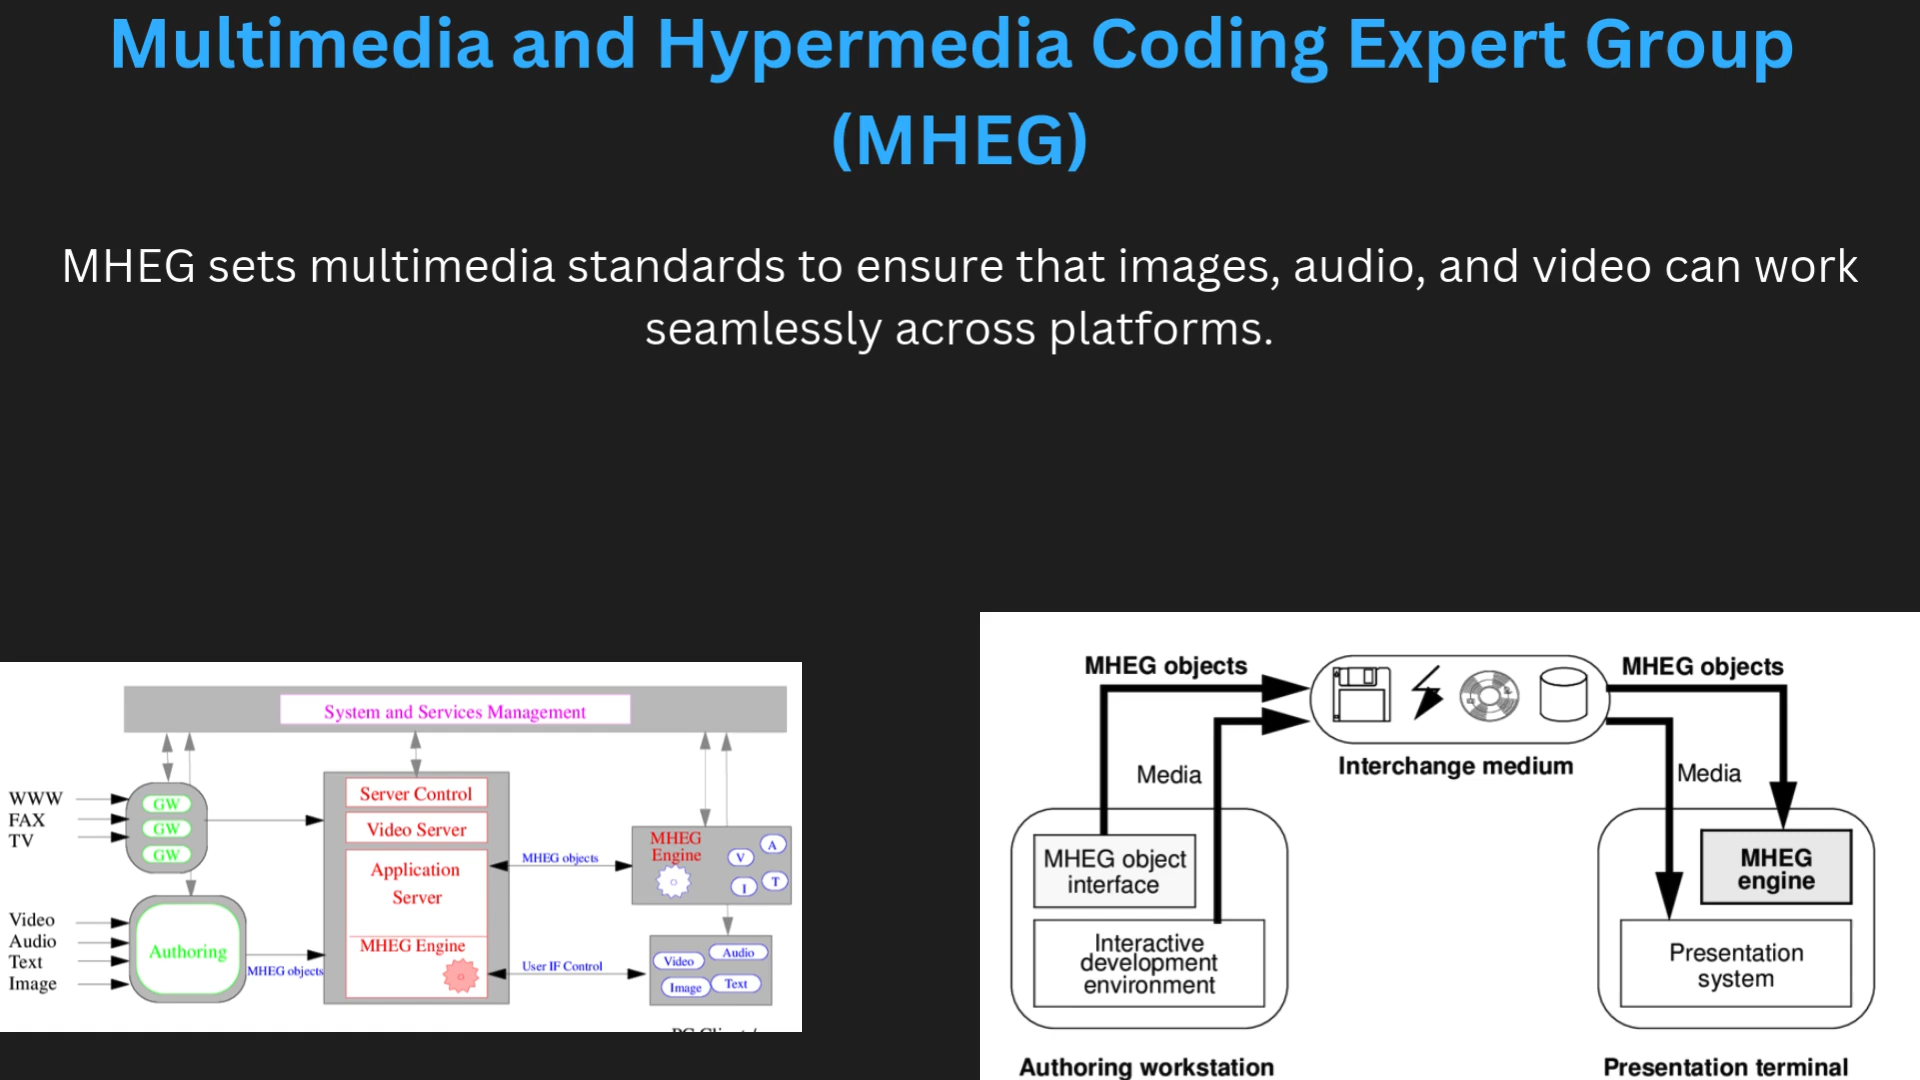 Multimedia and Hypermedia Coding Expert Group
(MHEG)
MHEG sets multimedia standards to ensure that images, audio, and video can work
seamlessly across platforms.
System and Services Management
WWW
FAX
TV
GW
GW
GW
Video
Audio
Text
Image
Authoring
MHEG objects
Server Control
Video Server
Application
Server
MHEG Engine
MHEG objects
User IF Control
MHEG
Engine
V
A
I
T
Video
Audio
Image
Text
MHEG objects
MHEG objects
Interchange medium
Media
Media
MHEG object
interface
Interactive
development
environment
MHEG
engine
Presentation
system
Authoring workstation
Presentation terminal